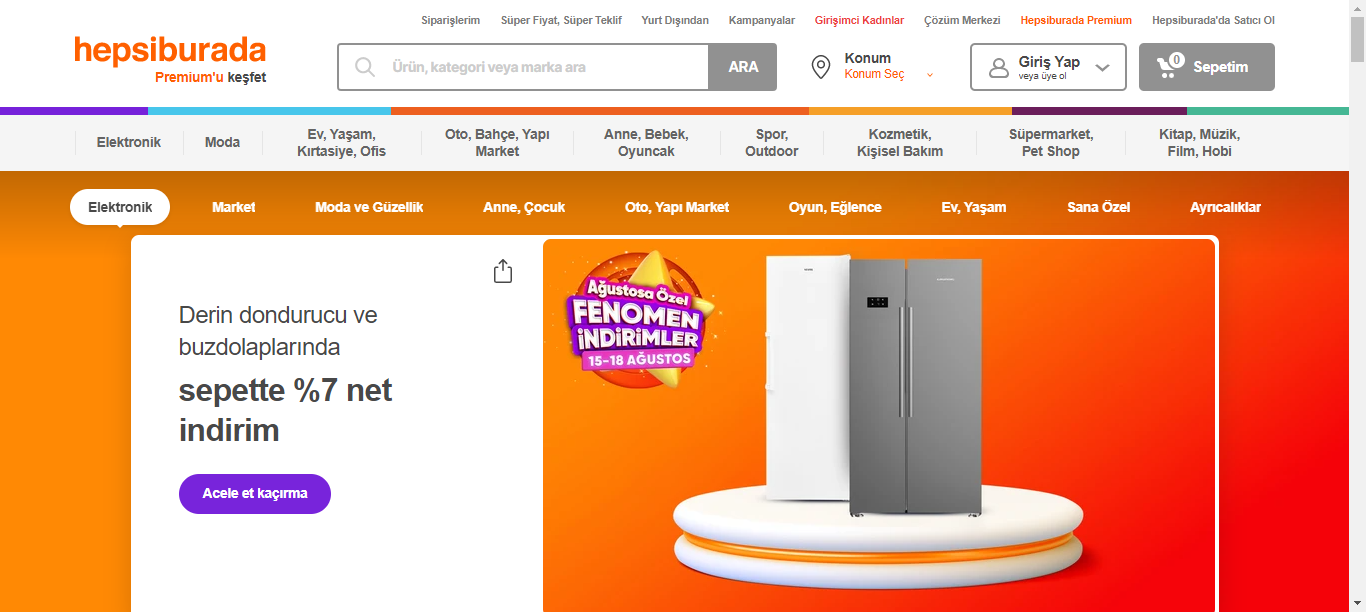 Siparişlerim Süper Fiyat, Süper Teklif Yurt Dışından Kampanyalar Girişimci Kadınlar Çözüm Merkezi Hepsiburada Premium Hepsiburada'da Satıcı Ol
hepsiburada
Premium'u keşfet
Ürün, kategori veya marka ara
ARA
Konum
Konum Seç
Giriş Yap
veya üye ol
0
Sepetim
Elektronik
Moda
Ev, Yaşam,
Kırtasiye, Ofis
Oto, Bahçe, Yapı
Market
Anne, Bebek,
Oyuncak
Spor,
Outdoor
Kozmetik,
Kişisel Bakım
Süpermarket,
Pet Shop
Kitap, Müzik,
Film, Hobi
Elektronik Market Moda ve Güzellik Anne, Çocuk Oto, Yapı Market Oyun, Eğlence Ev, Yaşam Sana Özel Ayrıcalıklar
Derin dondurucu ve
buzdolaplarında
sepette %7 net
indirim
Acele et kaçırma
Ağustosa Özel
FENOMEN
İNDİRİMLER
15-18 AĞUSTOS